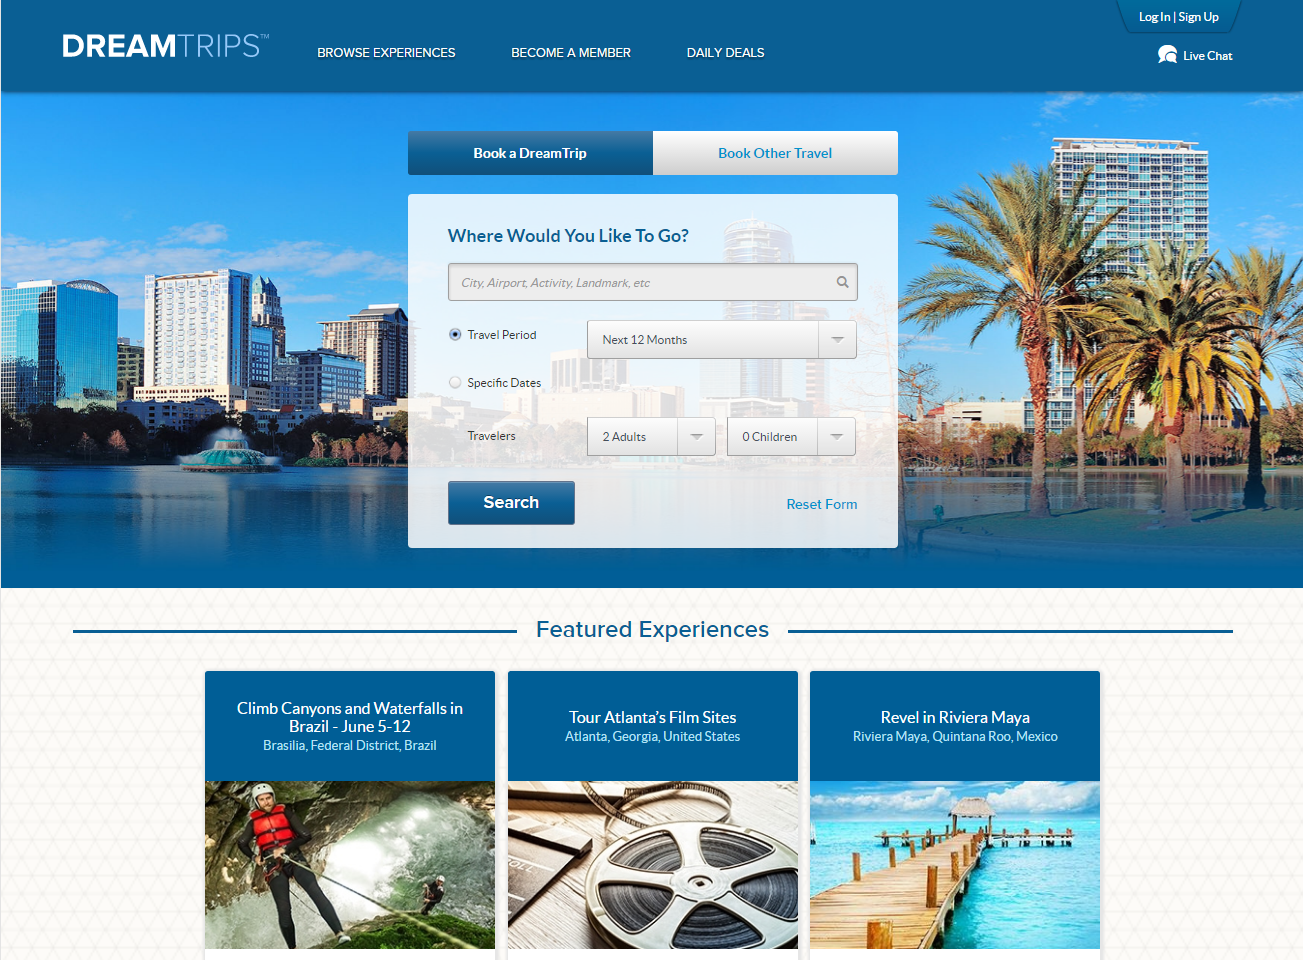 Log In | Sign Up
DREAMTRIPS™
BROWSE EXPERIENCES
BECOME A MEMBER
DAILY DEALS
Live Chat
Book a DreamTrip
Book Other Travel
Where Would You Like To Go?
City, Airport, Activity, Landmark, etc
Travel Period
Next 12 Months
Specific Dates
Travelers
2 Adults
0 Children
Search
Reset Form
Featured Experiences
Climb Canyons and Waterfalls in
Brazil - June 5-12
Brasilia, Federal District, Brazil
Tour Atlanta's Film Sites
Atlanta, Georgia, United States
Revel in Riviera Maya
Riviera Maya, Quintana Roo, Mexico